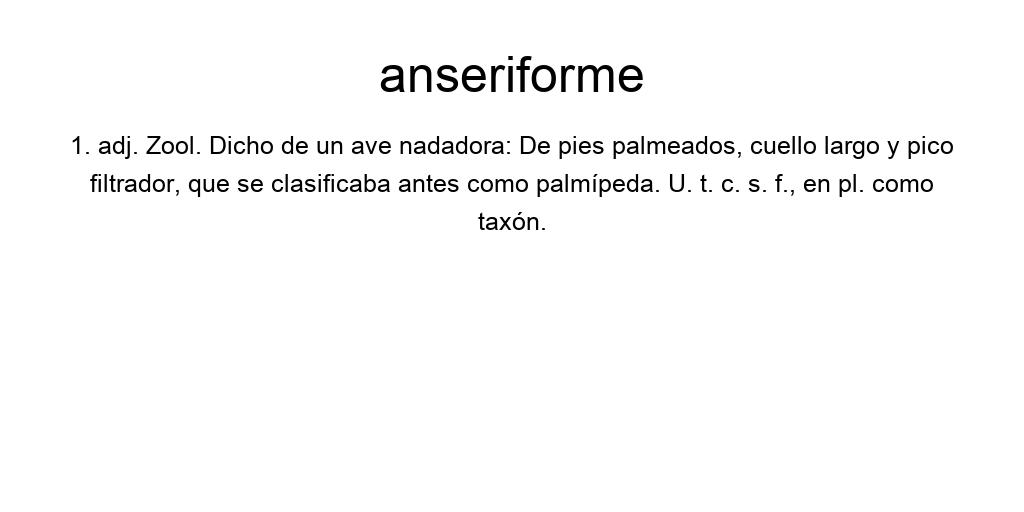 anseriforme
1. adj. Zool. Dicho de un ave nadadora: De pies palmeados, cuello largo y pico
filtrador, que se clasificaba antes como palmípeda. U. t. c. s. f., en pl. como
taxón.